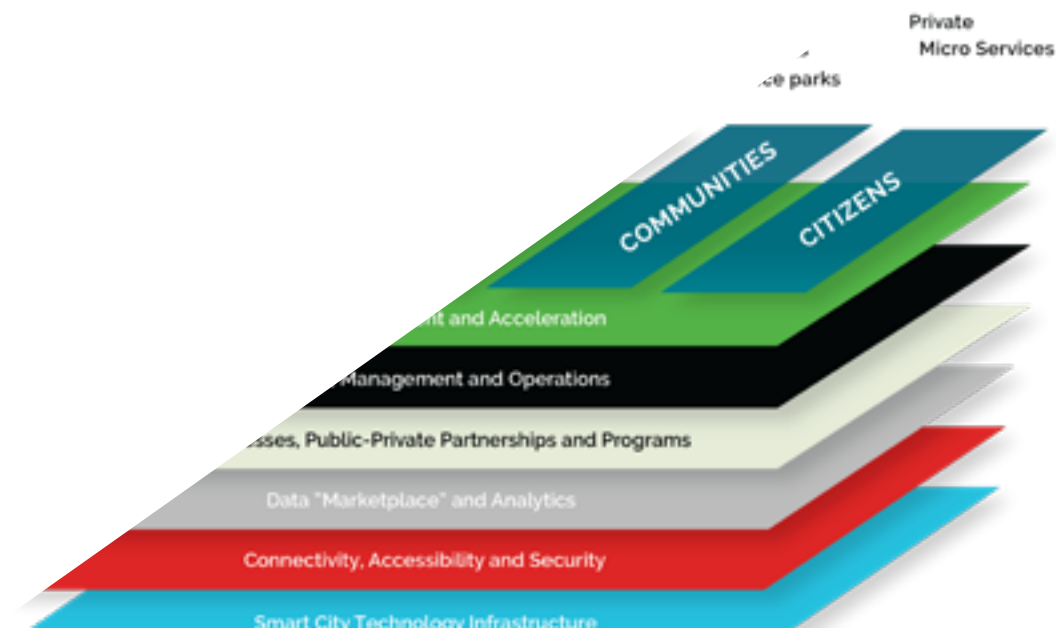 Private
Micro Services
parks
COMMUNITIES
CITIZENS
and Acceleration
Management and Operations
Public-Private Partnerships and Programs
Data "Marketplace" and Analytics
Connectivity, Accessibility and Security
Smart City Technology Infrastructure